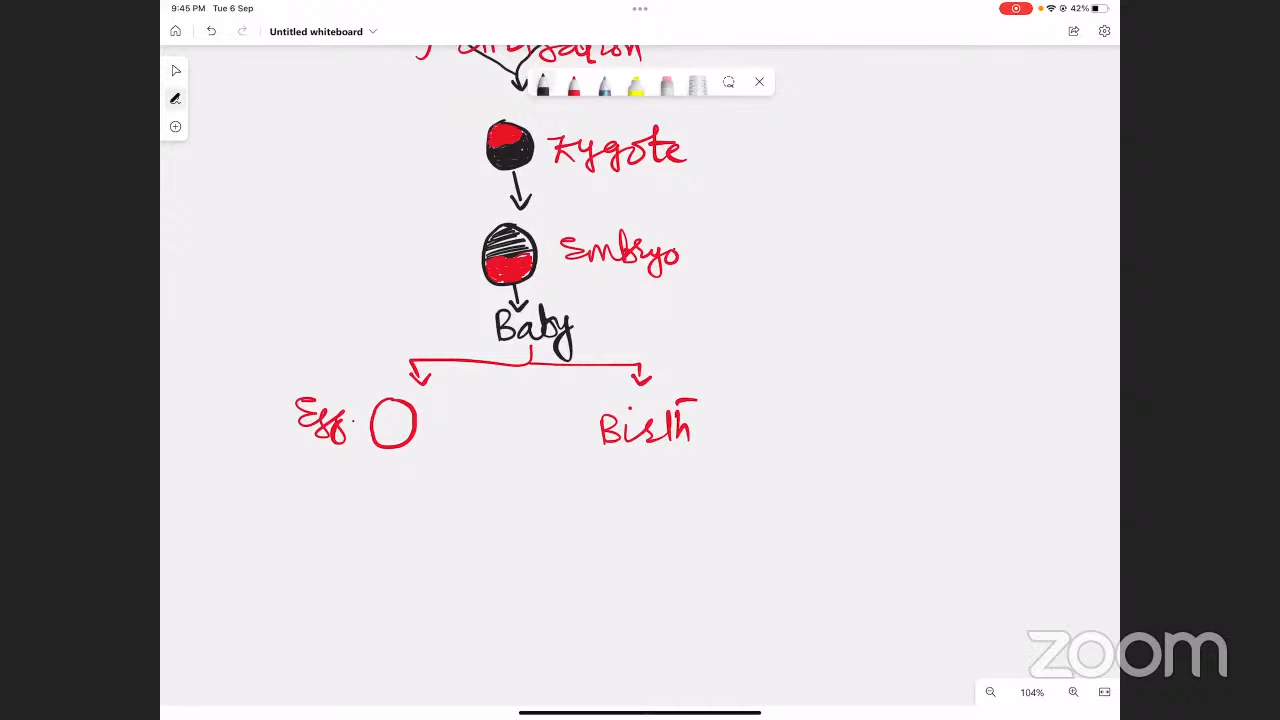 9:45 PM Tue 6 Sep
42%
Untitled whiteboard
Zygote
Embryo
Baby
Egg.
Birth
zoom
104%